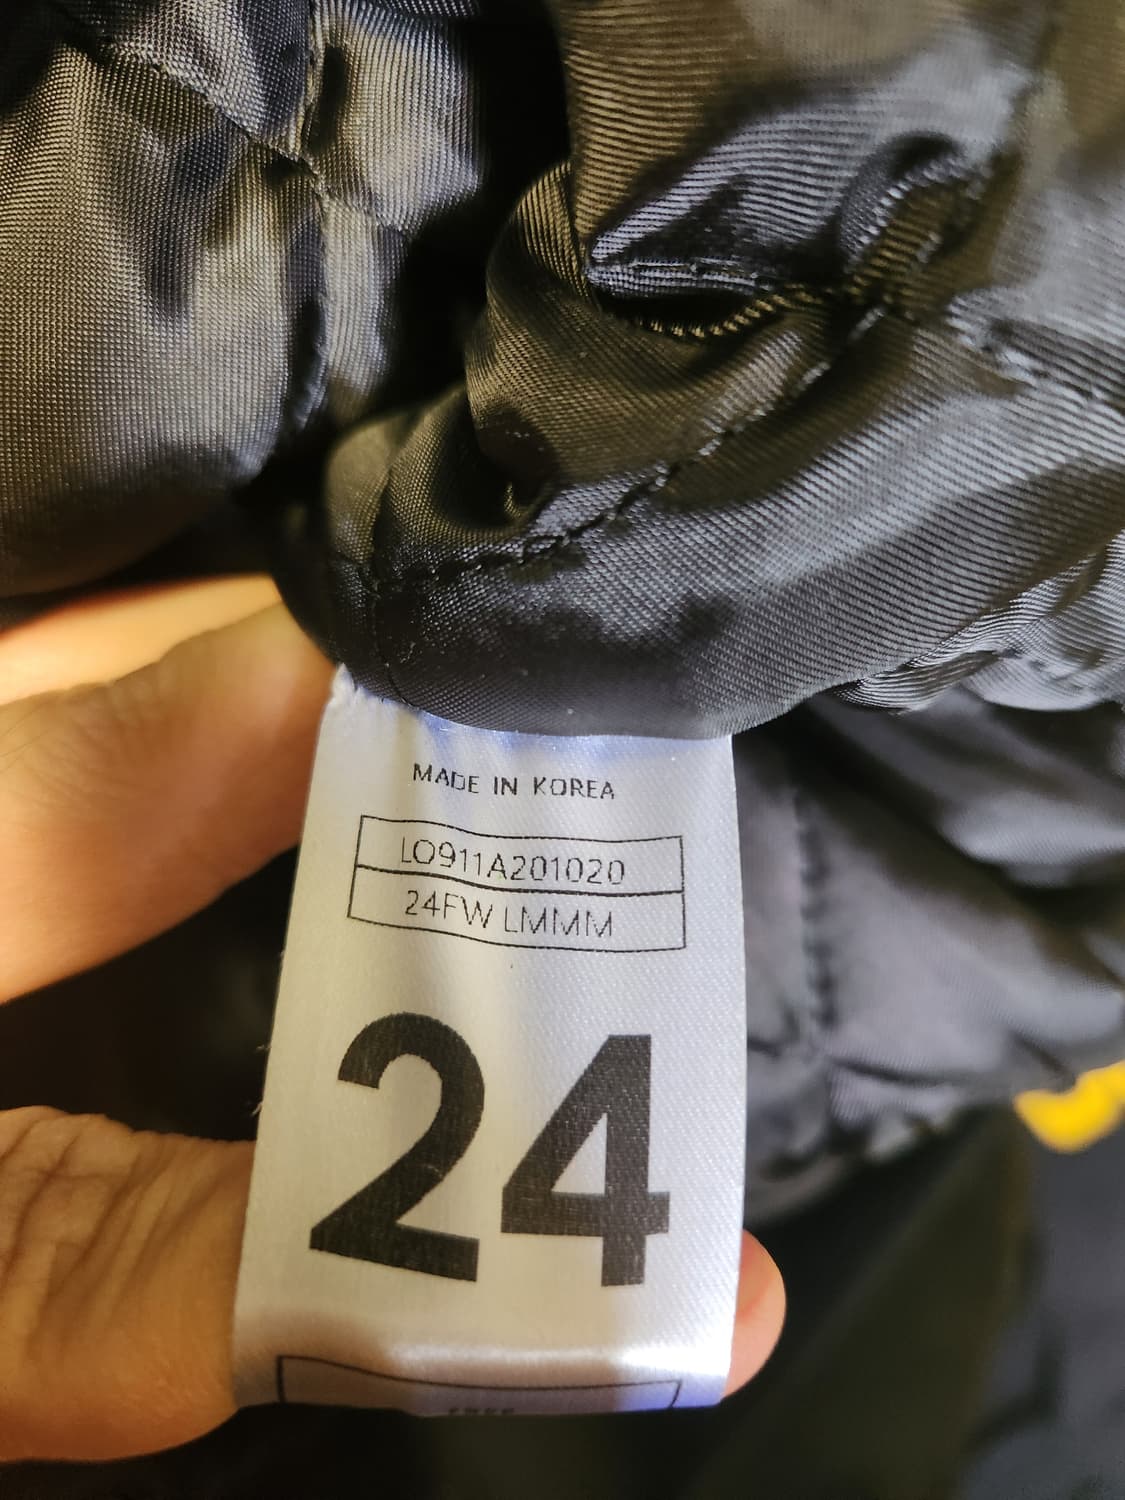 MADE IN KOREA
LO911A201020
24FW LMMM
24